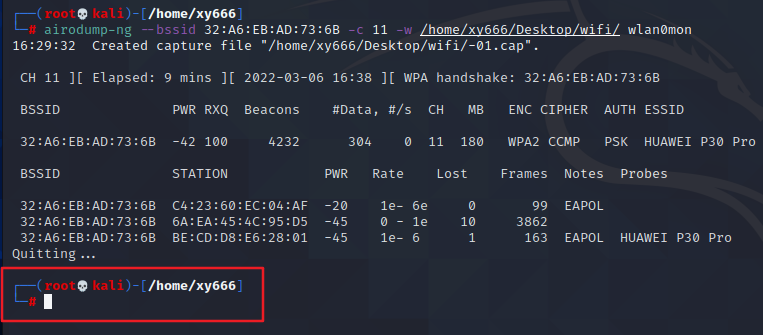 ┌──(root💀kali)-[/home/xy666]
└─# airodump-ng --bssid 32:A6:EB:AD:73:6B -c 11 -w /home/xy666/Desktop/wifi/ wlan0mon
16:29:32  Created capture file "/home/xy666/Desktop/wifi/-01.cap".
CH 11 ][ Elapsed: 9 mins ][ 2022-03-06 16:38 ][ WPA handshake: 32:A6:EB:AD:73:6B
BSSID              PWR RXQ  Beacons    #Data, #/s  CH   MB   ENC CIPHER  AUTH ESSID
32:A6:EB:AD:73:6B  -42 100     4232      304    0  11  180   WPA2 CCMP   PSK  HUAWEI P30 Pro
BSSID              STATION            PWR   Rate    Lost    Frames  Notes  Probes
32:A6:EB:AD:73:6B  C4:23:60:EC:04:AF  -20    1e- 6e     0       99  EAPOL
32:A6:EB:AD:73:6B  6A:EA:45:4C:95:D5  -45    0 - 1e    10     3862
32:A6:EB:AD:73:6B  BE:CD:D8:E6:28:01  -45    1e- 6      1      163  EAPOL  HUAWEI P30 Pro
Quitting...
┌──(root💀kali)-[/home/xy666]
└─#